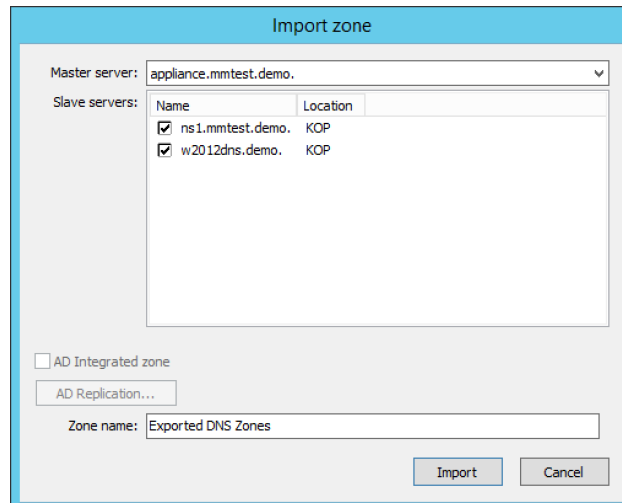 Import zone
Master server: appliance.mmtest.demo.
Slave servers: Name Location
ns1.mmtest.demo. KOP
w2012dns.demo. KOP
AD Integrated zone
AD Replication...
Zone name: Exported DNS Zones
Import Cancel